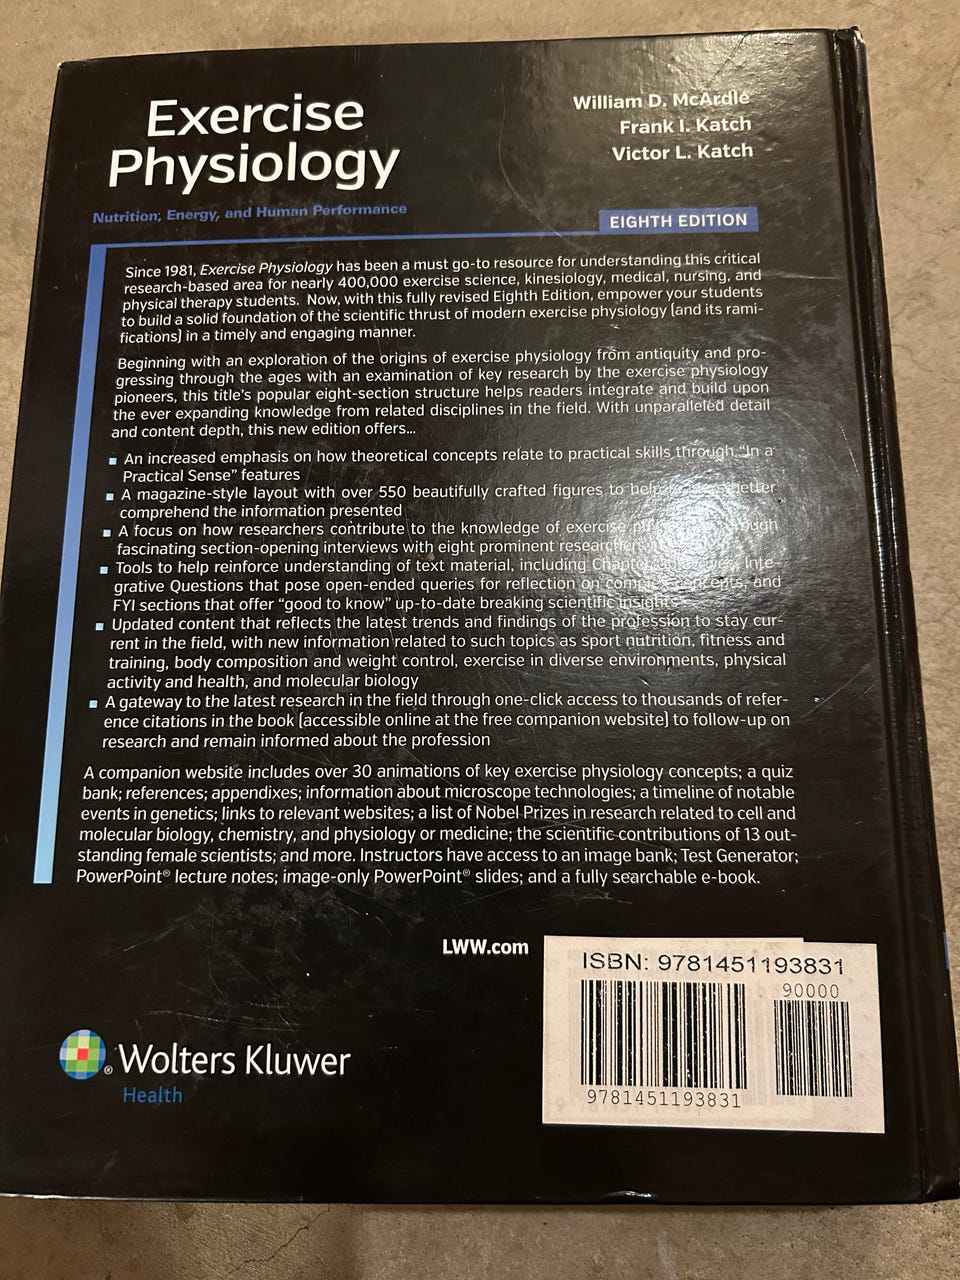 Exercise
Physiology
Nutrition, Energy, and Human Performance
William D. McArdle
Frank I. Katch
Victor L. Katch
EIGHTH EDITION
Since 1981, Exercise Physiology has been a must go-to resource for understanding this critical
research-based area for nearly 400,000 exercise science, kinesiology, medical, nursing, and
physical therapy students. Now, with this fully revised Eighth Edition, empower your students
to build a solid foundation of the scientific thrust of modern exercise physiology (and its rami-
fications) in a timely and engaging manner.
Beginning with an exploration of the origins of exercise physiology from antiquity and pro-
gressing through the ages with an examination of key research by the exercise physiology
pioneers, this title's popular eight-section structure helps readers integrate and build upon
the ever expanding knowledge from related disciplines in the field. With unparalleled detail
and content depth, this new edition offers...
An increased emphasis on how theoretical concepts relate to practical skills through "In a
Practical Sense" features
A magazine-style layout with over 550 beautifully crafted figures to help better
comprehend the information presented
A focus on how researchers contribute to the knowledge of exercise through
fascinating section-opening interviews with eight prominent researchers
Tools to help reinforce understanding of text material, including Chapter Inte-
grative Questions that pose open-ended queries for reflection on complex concepts, and
FYI sections that offer "good to know" up-to-date breaking scientific insights
Updated content that reflects the latest trends and findings of the profession to stay cur-
rent in the field, with new information related to such topics as sport nutrition, fitness and
training, body composition and weight control, exercise in diverse environments, physical
activity and health, and molecular biology
A gateway to the latest research in the field through one-click access to thousands of refer-
ence citations in the book (accessible online at the free companion website) to follow-up on
research and remain informed about the profession
A companion website includes over 30 animations of key exercise physiology concepts; a quiz
bank; references; appendixes; information about microscope technologies; a timeline of notable
events in genetics; links to relevant websites; a list of Nobel Prizes in research related to cell and
molecular biology, chemistry, and physiology or medicine; the scientific contributions of 13 out-
standing female scientists; and more. Instructors have access to an image bank; Test Generator;
PowerPoint® lecture notes; image-only PowerPoint® slides; and a fully searchable e-book.
LWW.com
ISBN: 9781451193831
90000
9781451193831
® Wolters Kluwer
Health